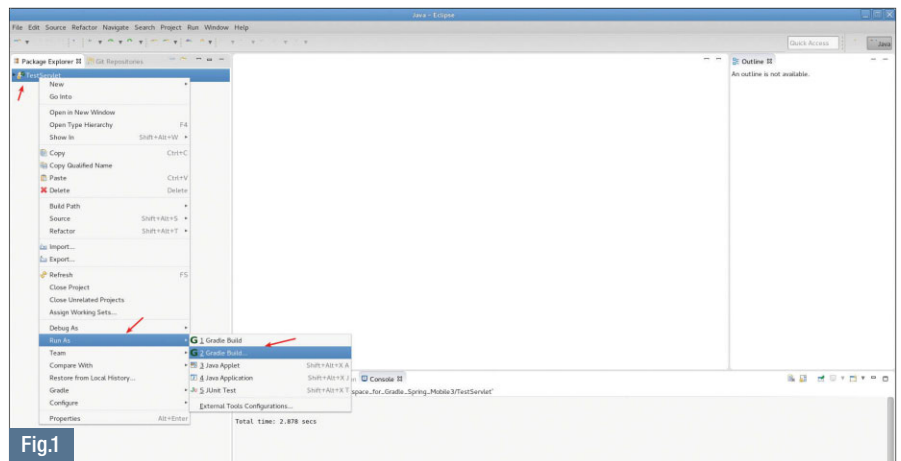 Java - Eclipse
File Edit Source Refactor Navigate Search Project Run Window Help
Quick Access
Java
Package Explorer
Git Repositories
Outline
TestServlet
An outline is not available.
New
Go Into
Open in New Window
Open Type Hierarchy F4
Show In Shift+Alt+W
Copy Ctrl+C
Copy Qualified Name
Paste Ctrl+V
Delete Delete
Build Path
Source Shift+Alt+S
Refactor Shift+Alt+T
Import...
Export...
Refresh F5
Close Project
Close Unrelated Projects
Assign Working Sets...
Debug As
Run As
Team
Compare With
Restore from Local History...
Gradle
Configure
Properties Alt+Enter
1 Gradle Build
2 Gradle Build...
3 Java Applet Shift+Alt+X A
4 Java Application Shift+Alt+X J
5 JUnit Test Shift+Alt+X T
External Tools Configurations...
Console
space_for_Gradle_Spring_Mobile3/TestServlet'
Total time: 2.878 secs
Fig.1